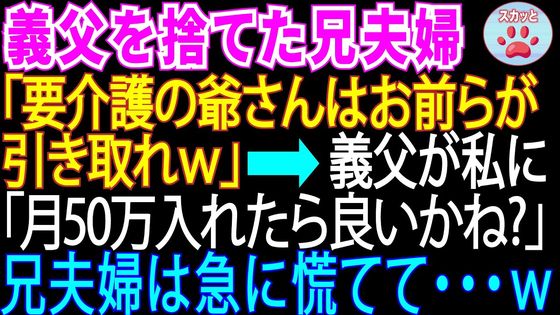 義父を捨てた兄夫婦
スカッと
「要介護の爺さんはお前らが
引き取れw」➡義父が私に
「月50万入れたら良いかね?」
兄夫婦は急に慌てて・・・w